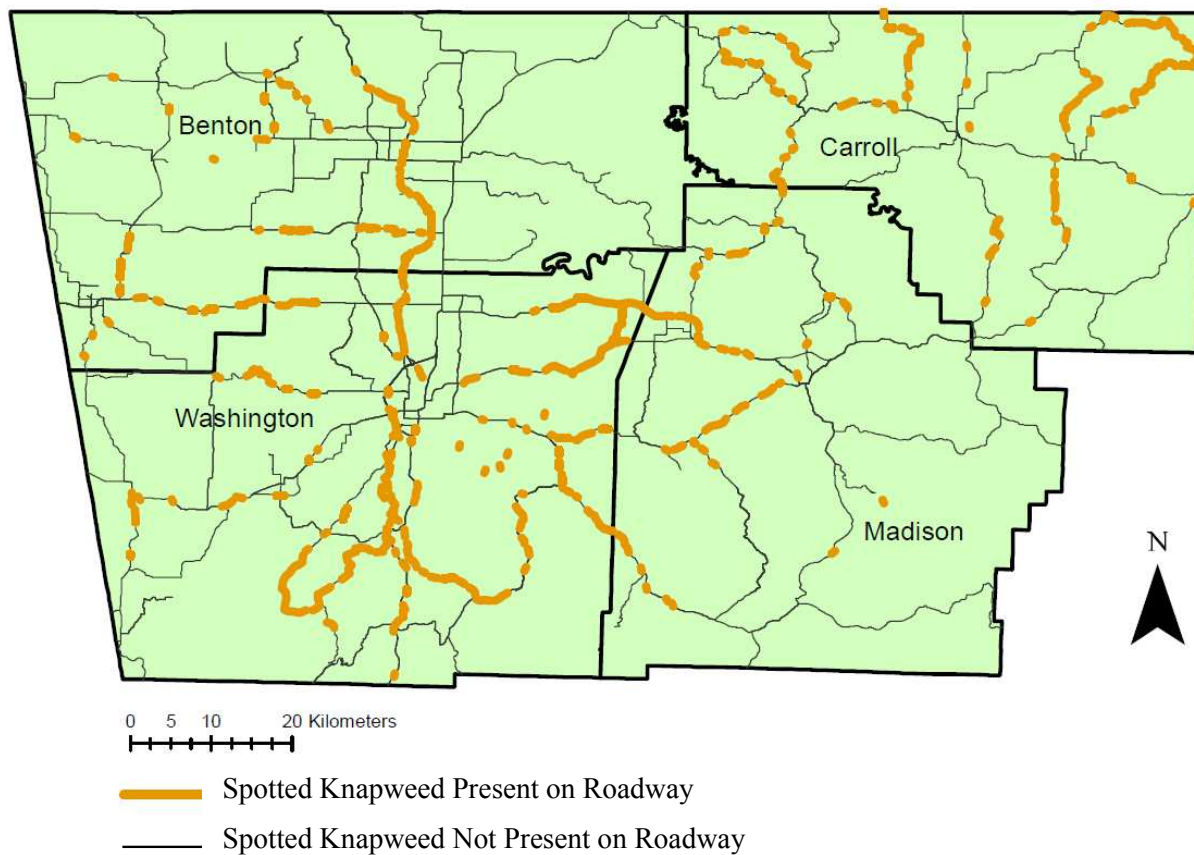 Benton
Carroll
Washington
Madison
N
0 5 10 20 Kilometers
Spotted Knapweed Present on Roadway
Spotted Knapweed Not Present on Roadway